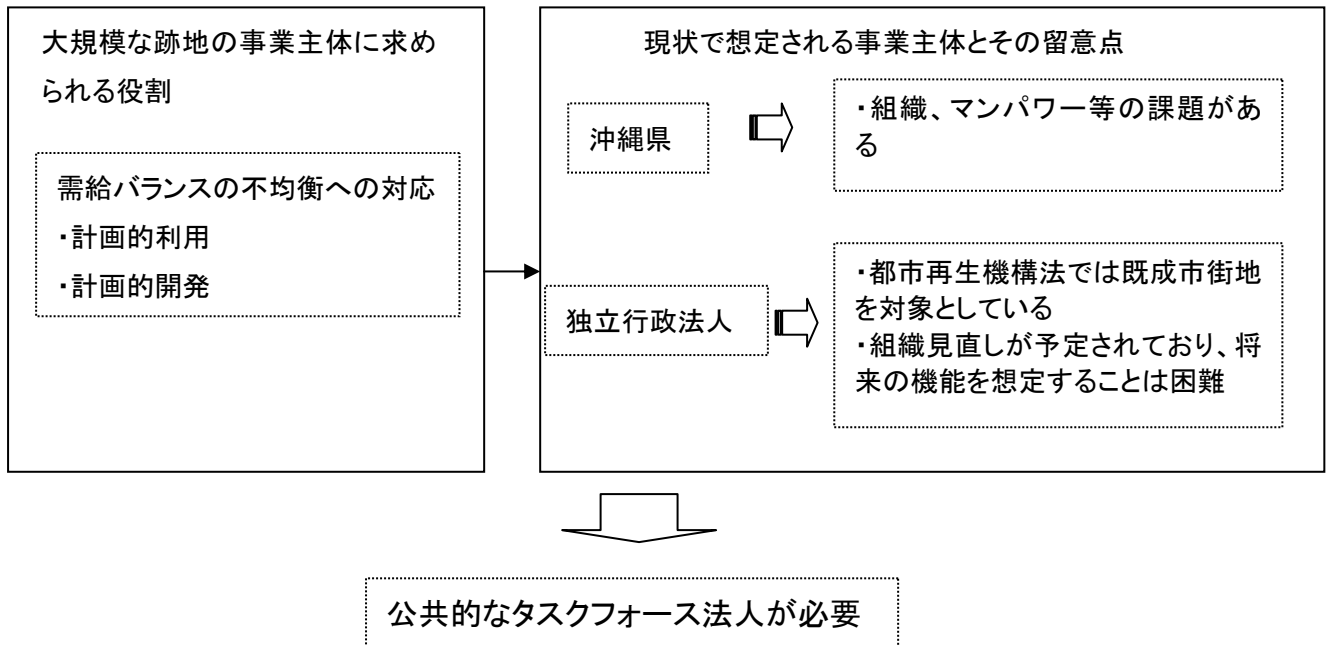 大規模な跡地の事業主体に求め
られる役割
需給バランスの不均衡への対応
・計画的利用
・計画的開発
現状で想定される事業主体とその留意点
沖縄県
・組織、マンパワー等の課題があ
る
独立行政法人
・都市再生機構法では既成市街地
を対象としている
・組織見直しが予定されており、将
来の機能を想定することは困難
公共的なタスクフォース法人が必要